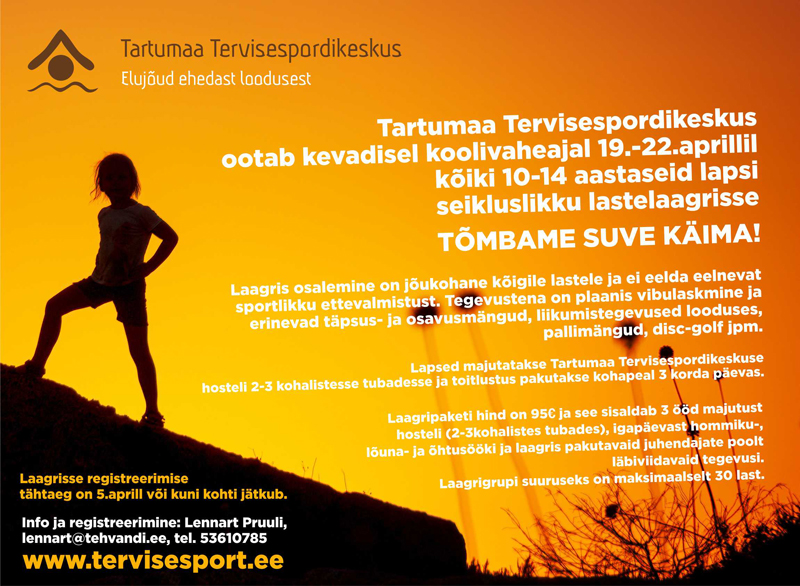 Tartumaa Tervisespordikeskus
Elujõud ehedast loodusest
Tartumaa Tervisespordikeskus
ootab kevadisel koolivaheajal 19.-22.aprillil
kõiki 10-14 aastaseid lapsi
seikluslikku lastelaagrisse
TÕMBAME SUVE KÄIMA!
Laagris osalemine on jõukohane kõigile lastele ja ei eelda eelnevat
sportlikku ettevalmistust. Tegevustena on plaanis vibulaskmine ja
erinevad täpsus- ja osavusmängud, liikumistegevused looduses,
pallimängud, disc-golf jpm.
Lapsed majutatakse Tartumaa Tervisespordikeskuse
hosteli 2-3 kohalistesse tubadesse ja toitlustus pakutakse kohapeal 3 korda päevas.
Laagripaketi hind on 95€ ja see sisaldab 3 ööd majutust
hosteli (2-3kohalistes tubades), igapäevast hommiku-,
lõuna- ja õhtusööki ja laagris pakutavaid juhendajate poolt
läbiviidavaid tegevusi.
Laagrigrupi suuruseks on maksimaalselt 30 last.
Laagrisse registreerimise
tähtaeg on 5.aprill või kuni kohti jätkub.
Info ja registreerimine: Lennart Pruuli,
lennart@tehvandi.ee, tel. 53610785
www.tervisesport.ee